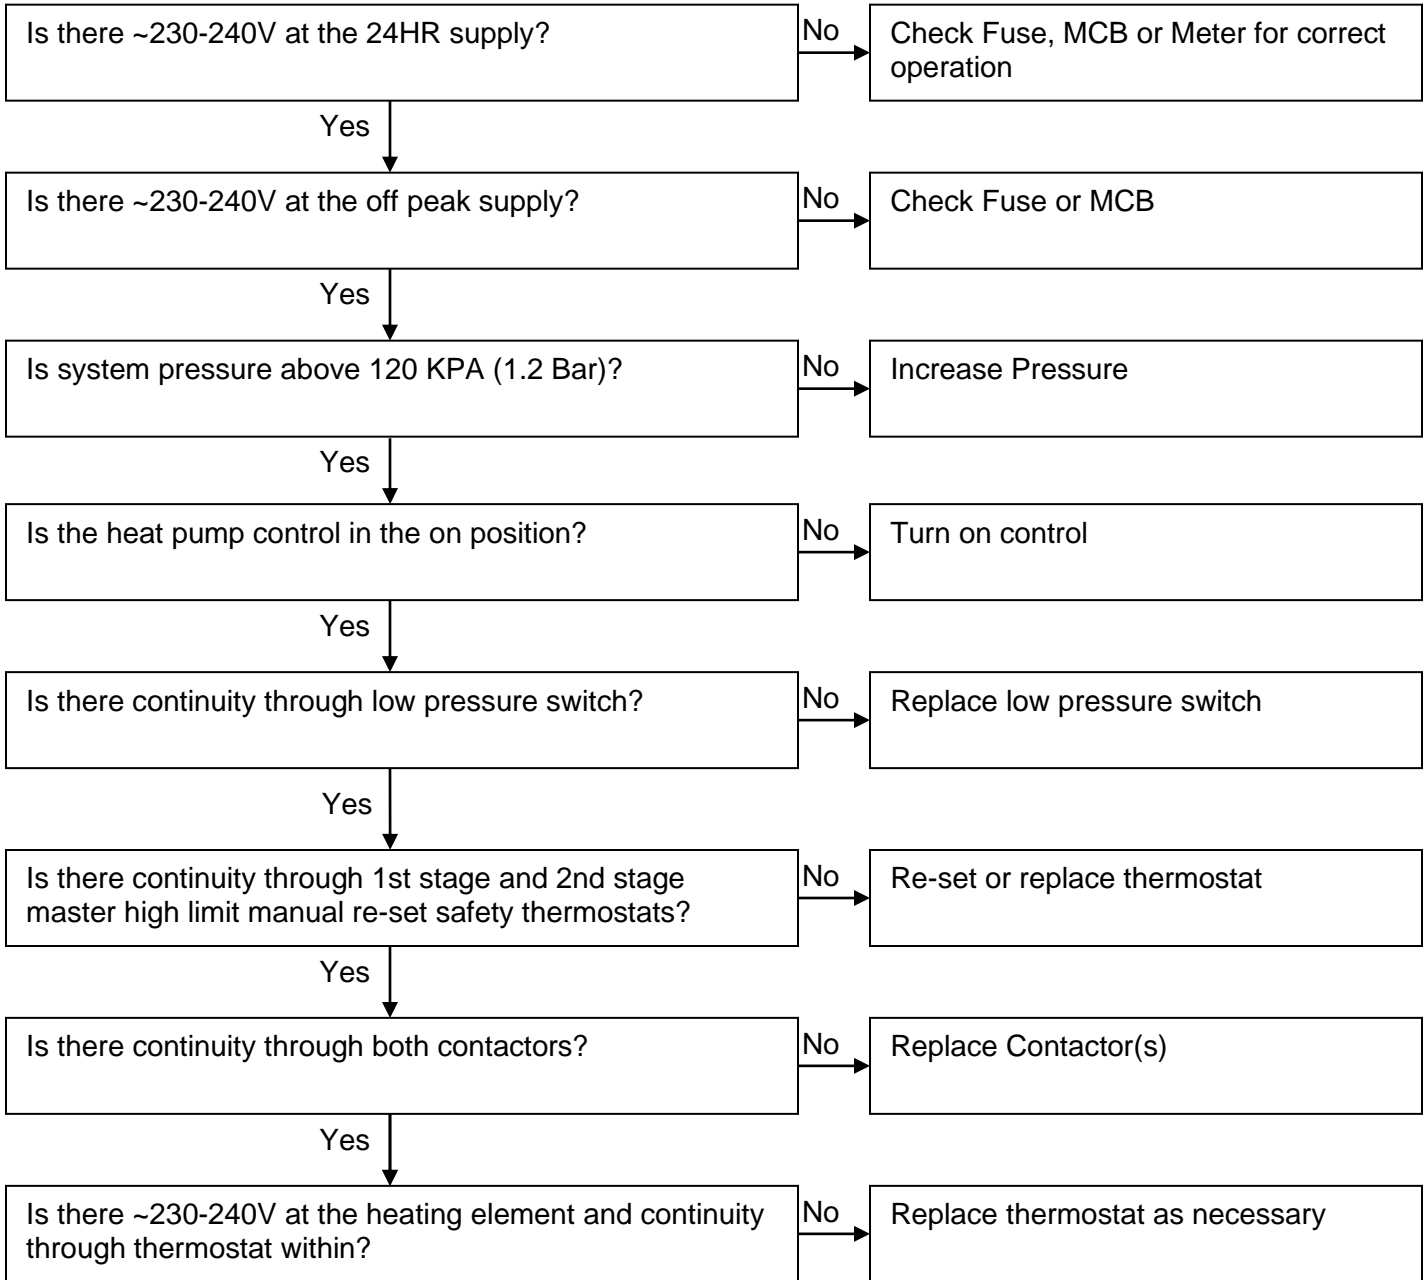 Is there ~230-240V at the 24HR supply?
No
Check Fuse, MCB or Meter for correct
operation
Yes
Is there ~230-240V at the off peak supply?
No
Check Fuse or MCB
Yes
Is system pressure above 120 KPA (1.2 Bar)?
No
Increase Pressure
Yes
Is the heat pump control in the on position?
No
Turn on control
Yes
Is there continuity through low pressure switch?
No
Replace low pressure switch
Yes
Is there continuity through 1st stage and 2nd stage
master high limit manual re-set safety thermostats?
No
Re-set or replace thermostat
Yes
Is there continuity through both contactors?
No
Replace Contactor(s)
Yes
Is there ~230-240V at the heating element and continuity
through thermostat within?
No
Replace thermostat as necessary